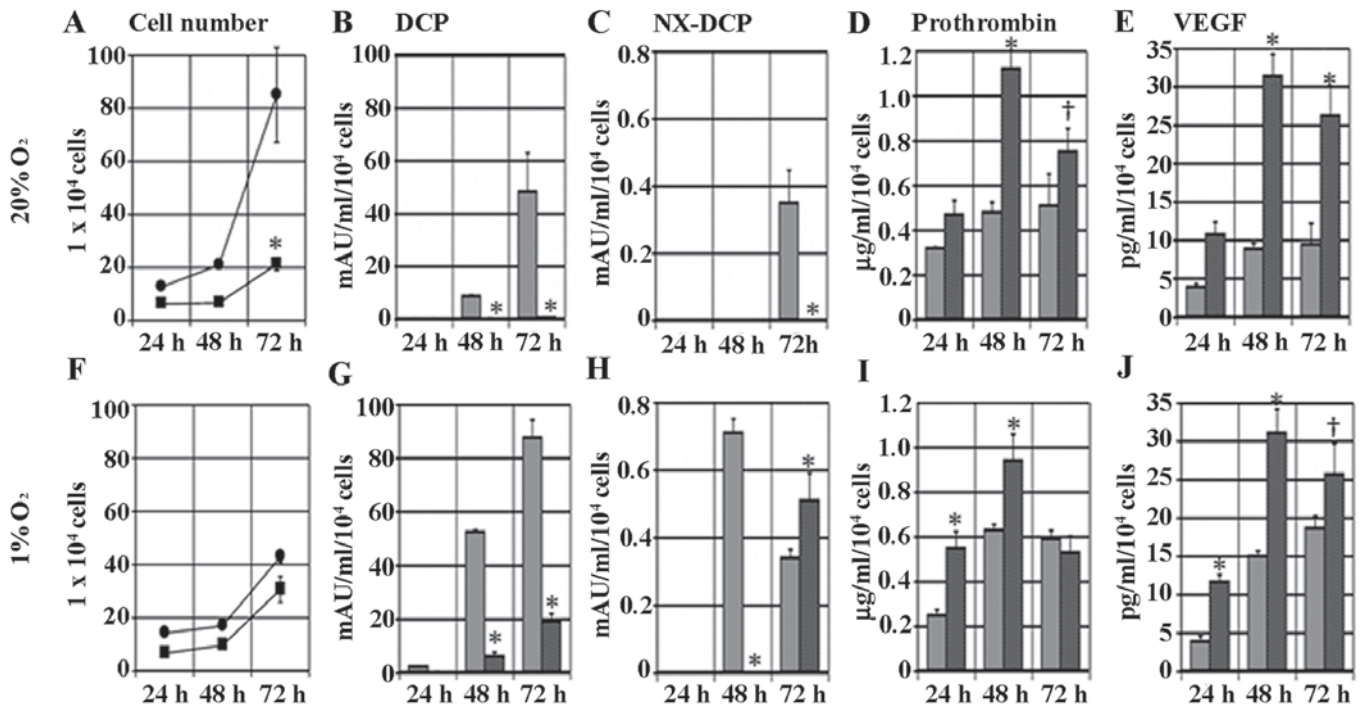 A Cell number
20% O₂
1 x 10⁴ cells
100
80
60
40
20
0
*
24 h 48 h 72 h
B DCP
mAU/ml/10⁴ cells
100
80
60
40
20
0
* *
24 h 48 h 72 h
C NX-DCP
mAU/ml/10⁴ cells
0.8
0.6
0.4
0.2
0
*
24 h 48 h 72h
D Prothrombin
µg/ml/10⁴ cells
1.2
1.0
0.8
0.6
0.4
0.2
0
* †
24 h 48 h 72 h
E VEGF
pg/ml/10⁴ cells
35
30
25
20
15
10
5
0
* *
24 h 48 h 72 h
F
1% O₂
1 x 10⁴ cells
100
80
60
40
20
0
24 h 48 h 72 h
G
mAU/ml/10⁴ cells
100
80
60
40
20
0
* *
24 h 48 h 72 h
H
mAU/ml/10⁴ cells
0.8
0.6
0.4
0.2
0
* *
24 h 48 h 72 h
I
µg/ml/10⁴ cells
1.2
1.0
0.8
0.6
0.4
0.2
0
* *
24 h 48 h 72 h
J
pg/ml/10⁴ cells
35
30
25
20
15
10
5
0
* * †
24 h 48 h 72 h